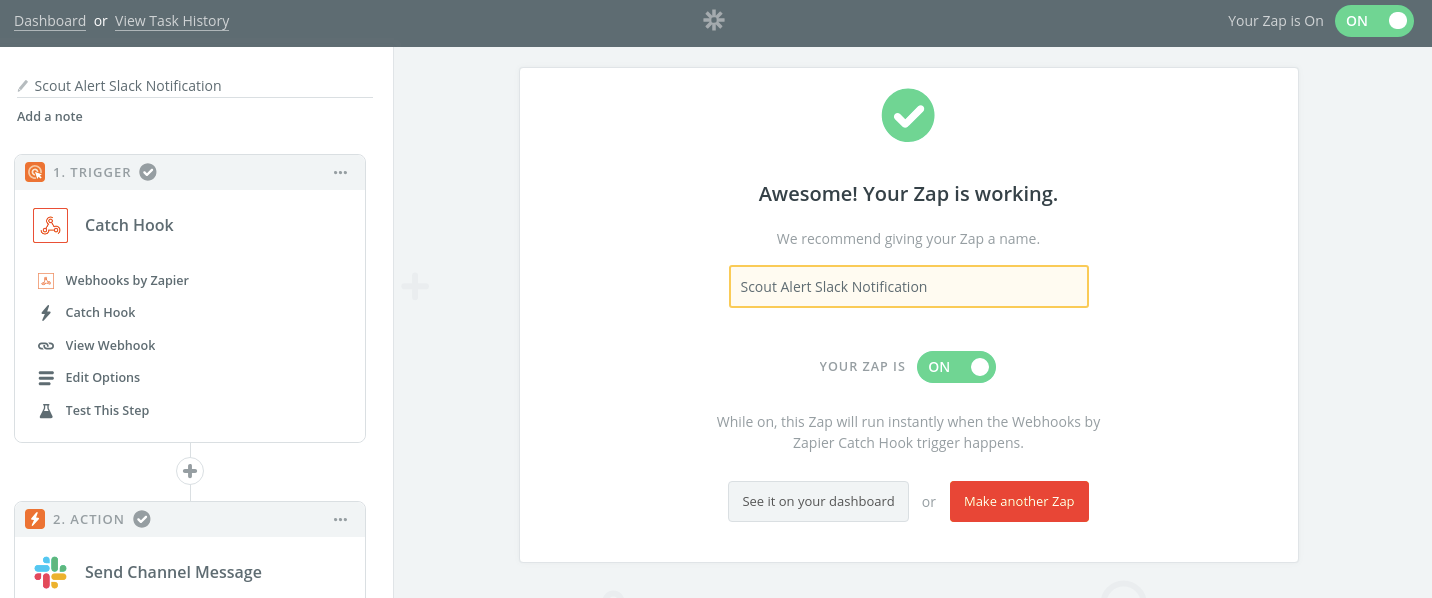 Dashboard or View Task History
Your Zap is On ON
Scout Alert Slack Notification
Add a note
1. TRIGGER
Catch Hook
Webhooks by Zapier
Catch Hook
View Webhook
Edit Options
Test This Step
2. ACTION
Send Channel Message
Awesome! Your Zap is working.
We recommend giving your Zap a name.
Scout Alert Slack Notification
YOUR ZAP IS ON
While on, this Zap will run instantly when the Webhooks by
Zapier Catch Hook trigger happens.
See it on your dashboard or Make another Zap